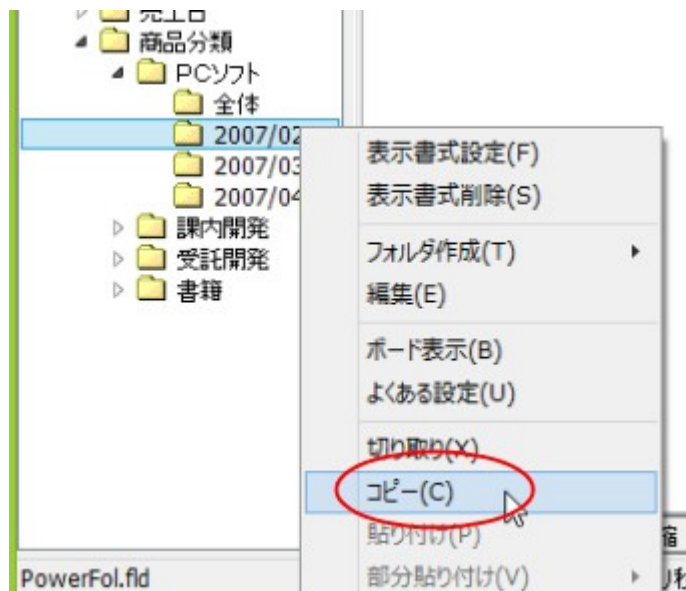 売上日
商品分類
PCソフト
全体
2007/02
2007/03
2007/04
課内開発
受託開発
書籍
PowerFol.fld
表示書式設定(F)
表示書式削除(S)
フォルダ作成(T)
編集(E)
ボード表示(B)
よくある設定(U)
切り取り(X)
コピー(C)
貼り付け(P)
部分貼り付け(V)